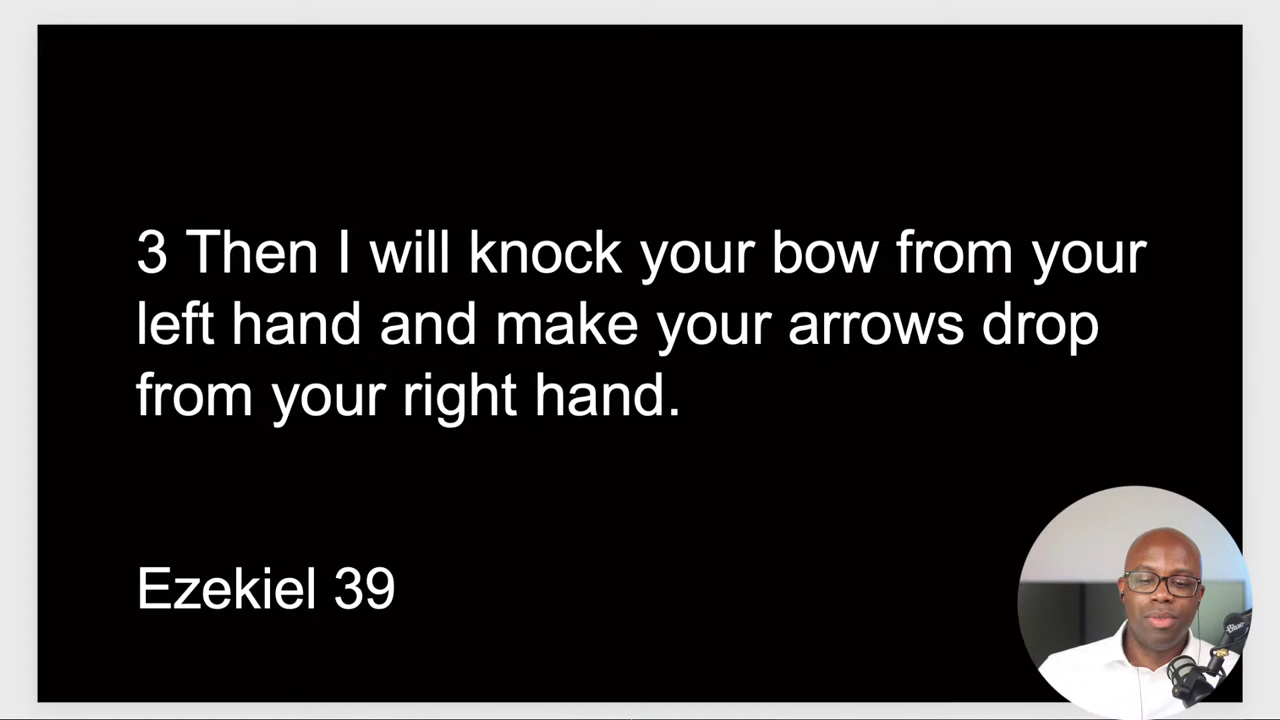 3 Then I will knock your bow from your
left hand and make your arrows drop
from your right hand.
Ezekiel 39
Blue